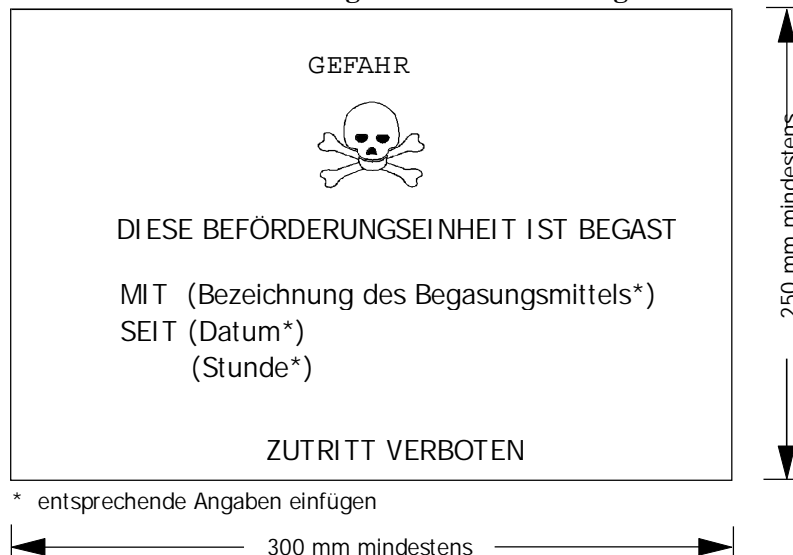 GEFAHR
DIESE BEFÖRDERUNGSEINHEIT IST BEGAST
MIT (Bezeichnung des Begasungsmittels*)
SEIT (Datum*)
(Stunde*)
ZUTRITT VERBOTEN
* entsprechende Angaben einfügen
300 mm mindestens
250 mm mindestens